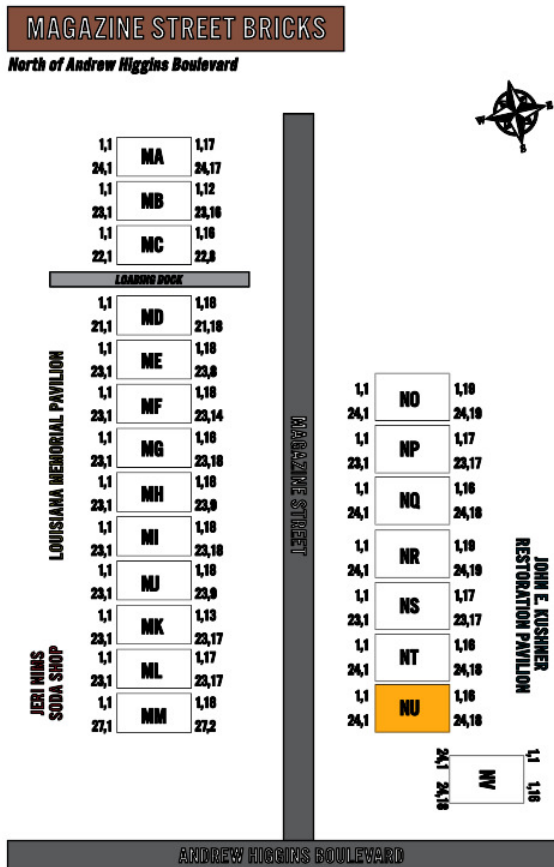 MAGAZINE STREET BRICKS
North of Andrew Higgins Boulevard
N
W
E
S
1,1 MA 1,17
24,1 24,17
1,1 MB 1,12
23,1 23,16
1,1 MC 1,16
22,1 22,8
LOADING DOCK
1,1 MD 1,18
21,1 21,18
1,1 ME 1,18
23,1 23,8
1,1 MF 1,18
23,1 23,14
1,1 MG 1,16
23,1 23,18
1,1 MH 1,18
23,1 23,9
1,1 MI 1,18
23,1 23,18
1,1 MJ 1,18
23,1 23,9
1,1 MK 1,13
23,1 23,17
1,1 ML 1,17
23,1 23,17
1,1 MM 1,18
27,1 27,2
LOUISIANA MEMORIAL PAVILION
JERI NIMS
SODA SHOP
MAGAZINE STREET
1,1 NO 1,19
24,1 24,19
1,1 NP 1,17
23,1 23,17
1,1 NQ 1,16
24,1 24,18
1,1 NR 1,19
24,1 24,19
1,1 NS 1,17
23,1 23,17
1,1 NT 1,16
24,1 24,18
1,1 NU 1,16
24,1 24,18
JOHN E. KUSHNER
RESTORATION PAVILION
24,1 NV 1,1
24,18 1,16
ANDREW HIGGINS BOULEVARD